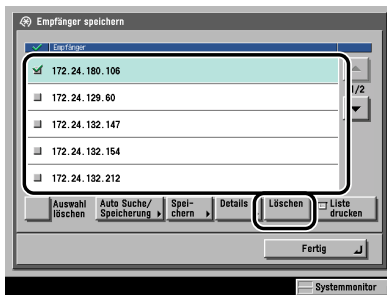 Empfänger speichern
Empfänger
172.24.180.106
1/2
172.24.129.60
172.24.132.147
172.24.132.154
172.24.132.212
Auswahl löschen
Auto Suche/ Speicherung
Spei- chern
Details
Löschen
Liste drucken
Fertig
Systemmonitor